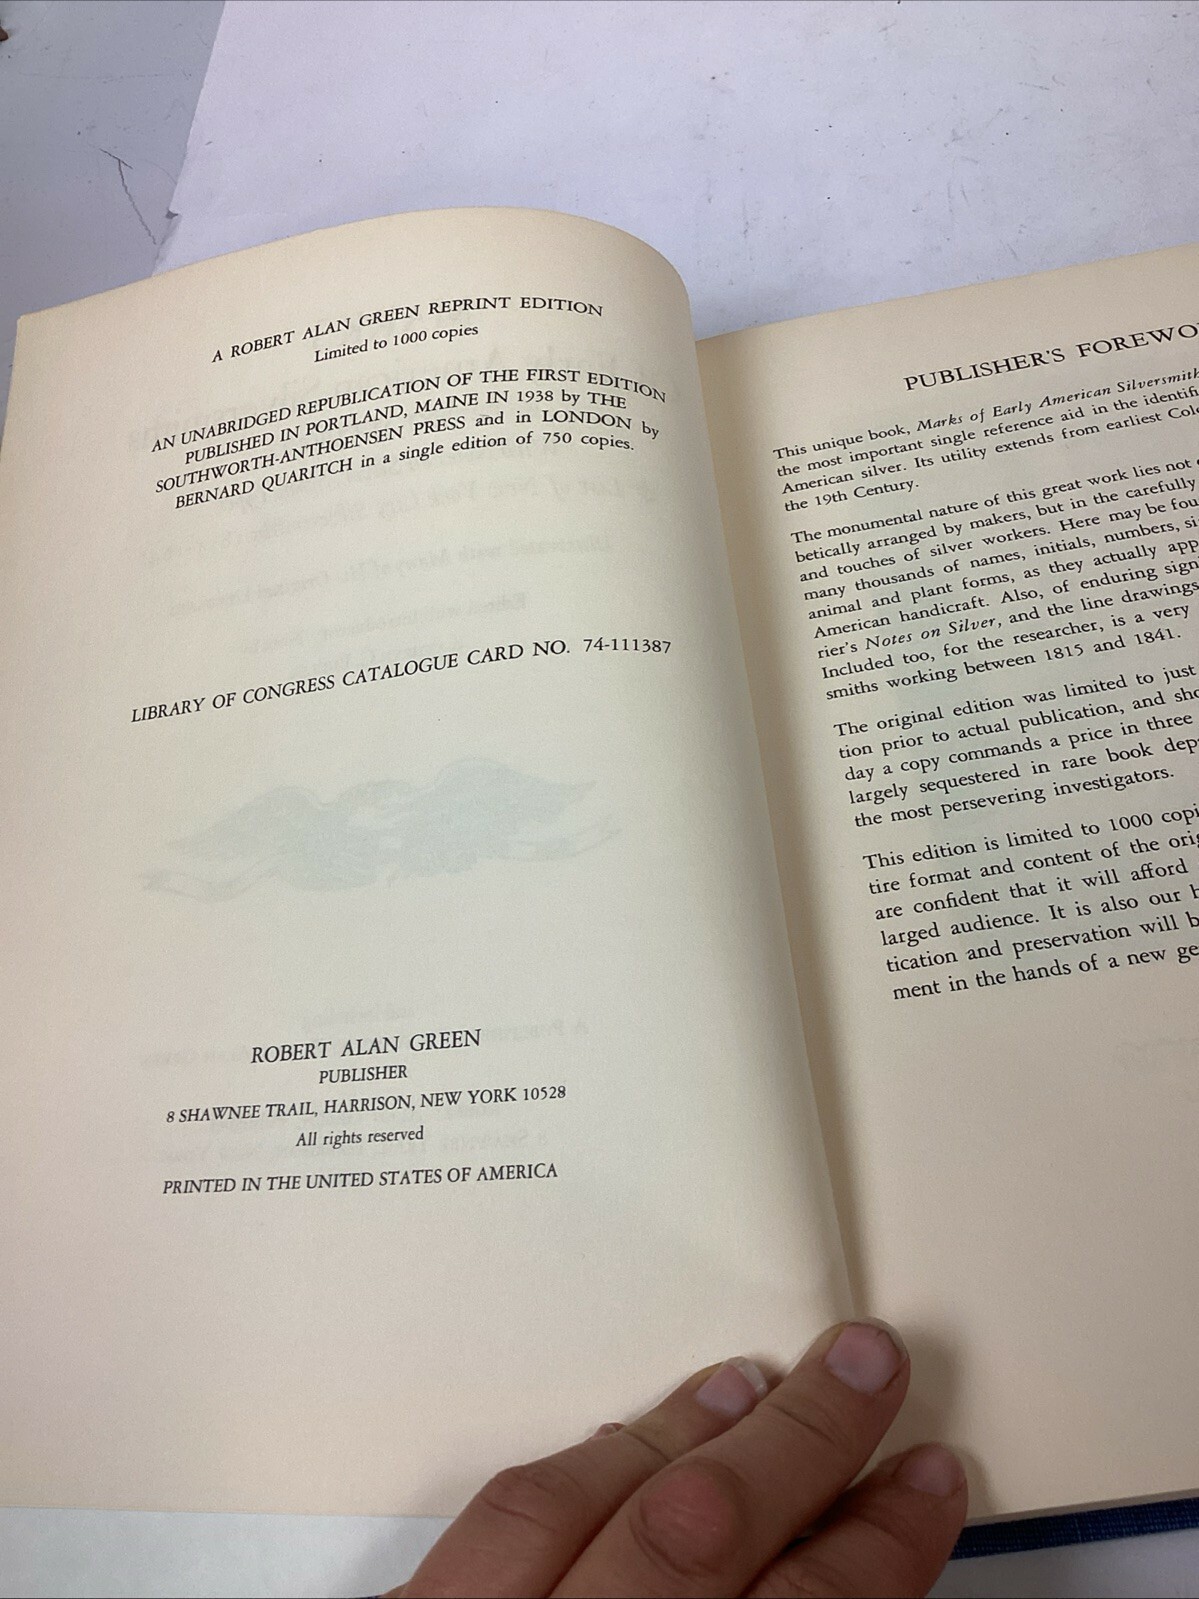 A ROBERT ALAN GREEN REPRINT EDITION
Limited to 1000 copies
AN UNABRIDGED REPUBLICATION OF THE FIRST EDITION
PUBLISHED IN PORTLAND, MAINE IN 1938 by THE
SOUTHWORTH-ANTHOENSEN PRESS and in LONDON by
BERNARD QUARITCH in a single edition of 750 copies.
LIBRARY OF CONGRESS CATALOGUE CARD NO. 74-111387
ROBERT ALAN GREEN
PUBLISHER
8 SHAWNEE TRAIL, HARRISON, NEW YORK 10528
All rights reserved
PRINTED IN THE UNITED STATES OF AMERICA
PUBLISHER'S FOREWO
This unique book, Marks of Early American Silversmith
the most important single reference aid in the identifi
American silver. Its utility extends from earliest Colo
the 19th Century.
The monumental nature of this great work lies not
betically arranged by makers, but in the carefully
and touches of silver workers. Here may be fou
many thousands of names, initials, numbers, si
animal and plant forms, as they actually app
American handicraft. Also, of enduring sign
rier's Notes on Silver, and the line drawings
Included too, for the researcher, is a very
smiths working between 1815 and 1841.
The original edition was limited to just
tion prior to actual publication, and sho
day a copy commands a price in three
largely sequestered in rare book dep
the most persevering investigators.
This edition is limited to 1000 copi
tire format and content of the orig
are confident that it will afford
larged audience. It is also our h
tication and preservation will b
ment in the hands of a new ge